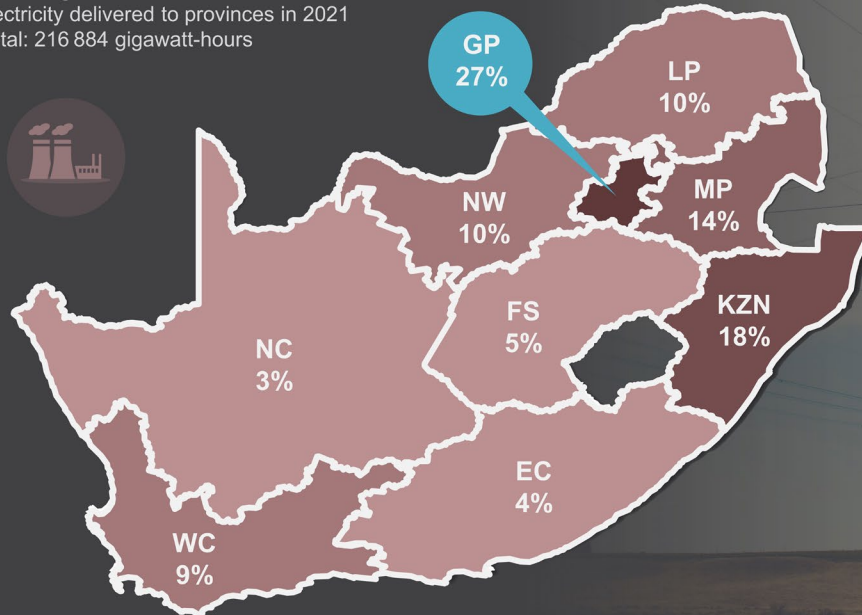 ectricity delivered to provinces in 2021
tal: 216 884 gigawatt-hours
GP
27%
LP
10%
MP
14%
NW
10%
KZN
18%
FS
5%
NC
3%
EC
4%
WC
9%